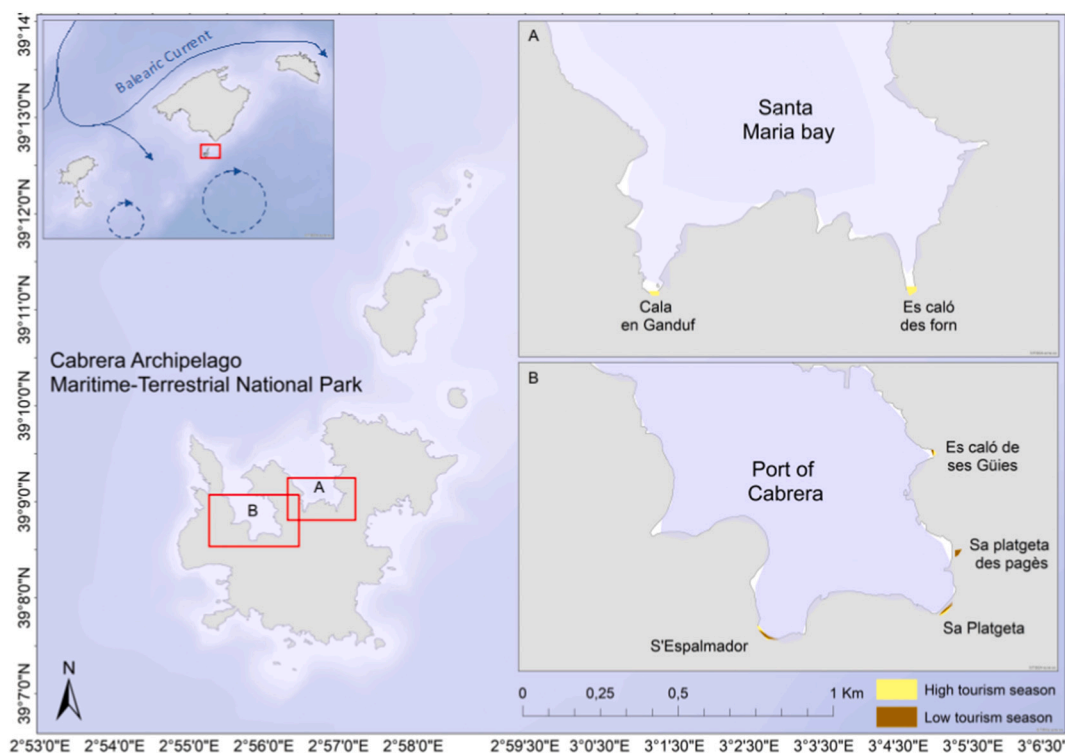 39°14'
39°13'0"N
39°12'0"N
39°11'0"N
39°10'0"N
39°9'0"N
39°8'0"N
39°7'0"N
Balearic Current
Cabrera Archipelago
Maritime-Terrestrial National Park
A
B
N
A
Santa
Maria bay
Cala
en Ganduf
Es caló
des forn
B
Port of
Cabrera
Es caló de
ses Güies
Sa platgeta
des pagès
Sa Platgeta
S'Espalmador
0 0,25 0,5 1 Km
High tourism season
Low tourism season
2°53'0"E 2°54'0"E 2°55'0"E 2°56'0"E 2°57'0"E 2°58'0"E 2°59'30"E 3°0'30"E 3°1'30"E 3°2'30"E 3°3'30"E 3°4'30"E 3°5'30"E 3°6'30"